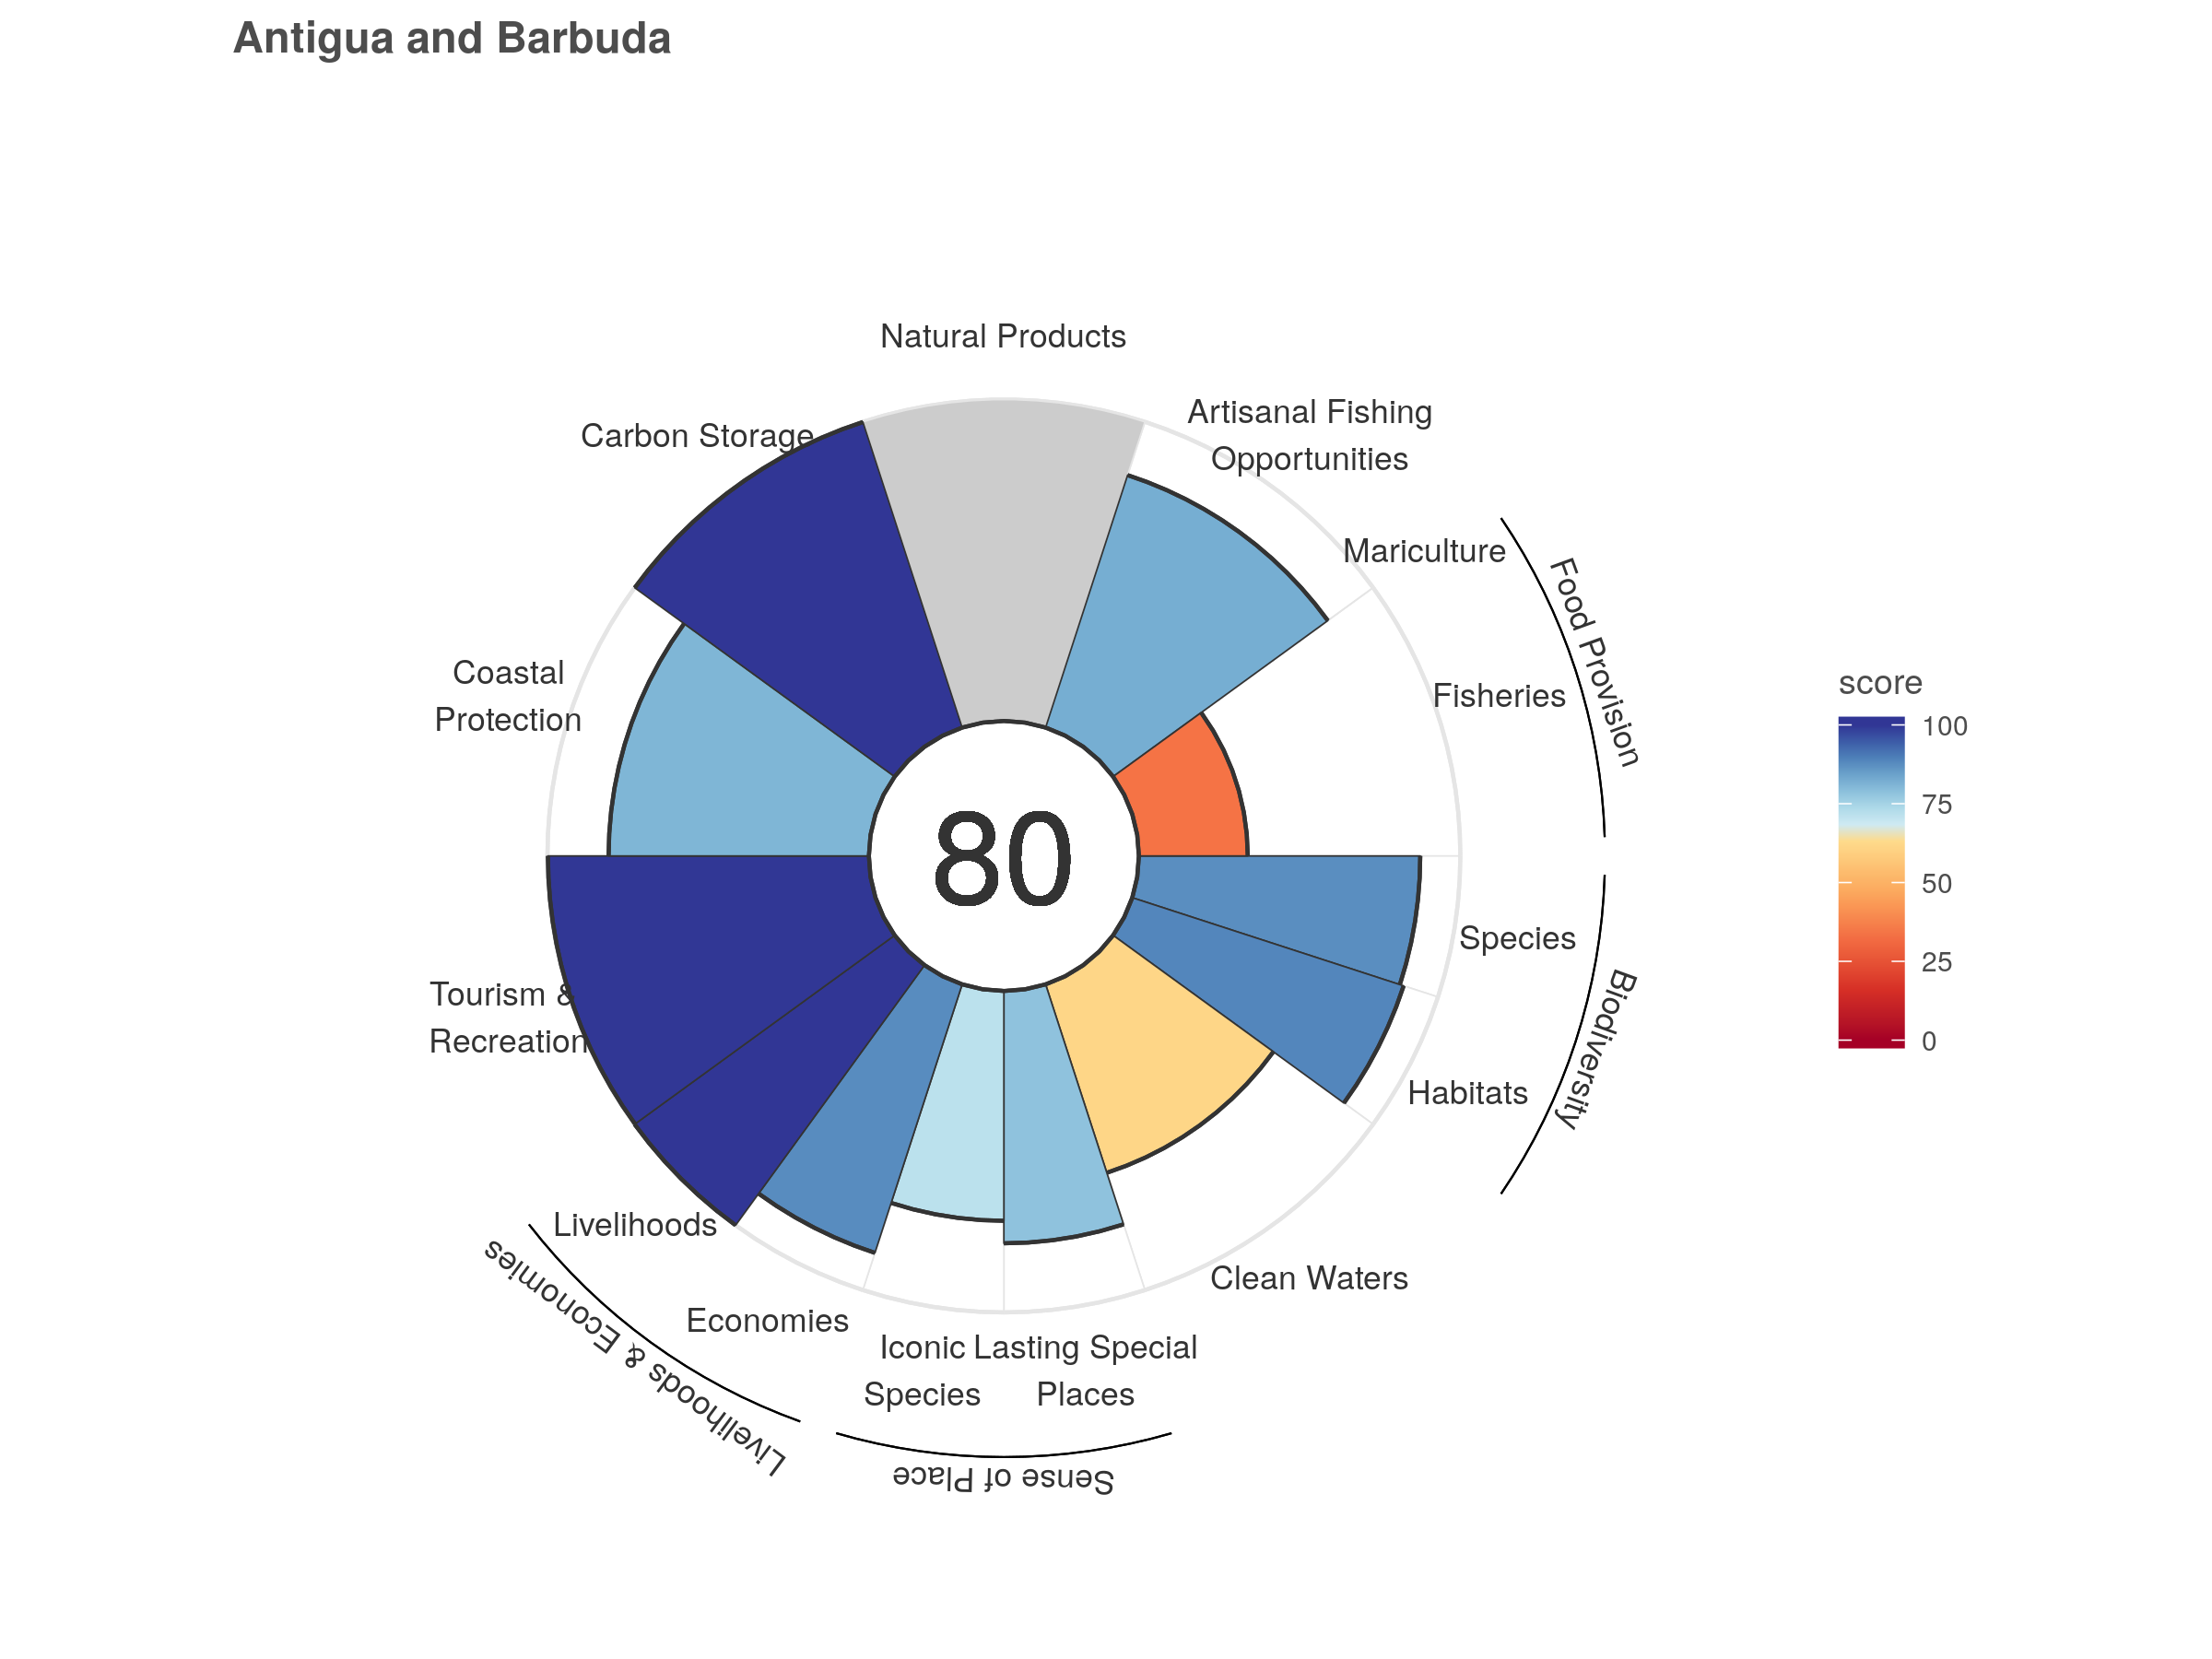 Antigua and Barbuda
Natural Products
Artisanal Fishing
Opportunities
Carbon Storage
Mariculture
Food Provision
Coastal
Protection
Fisheries
score
100
75
50
25
0
80
Species
Biodiversity
Tourism &
Recreation
Habitats
Livelihoods
Clean Waters
Livelihoods & Economies
Economies
Iconic
Species
Lasting Special
Places
Sense of Place